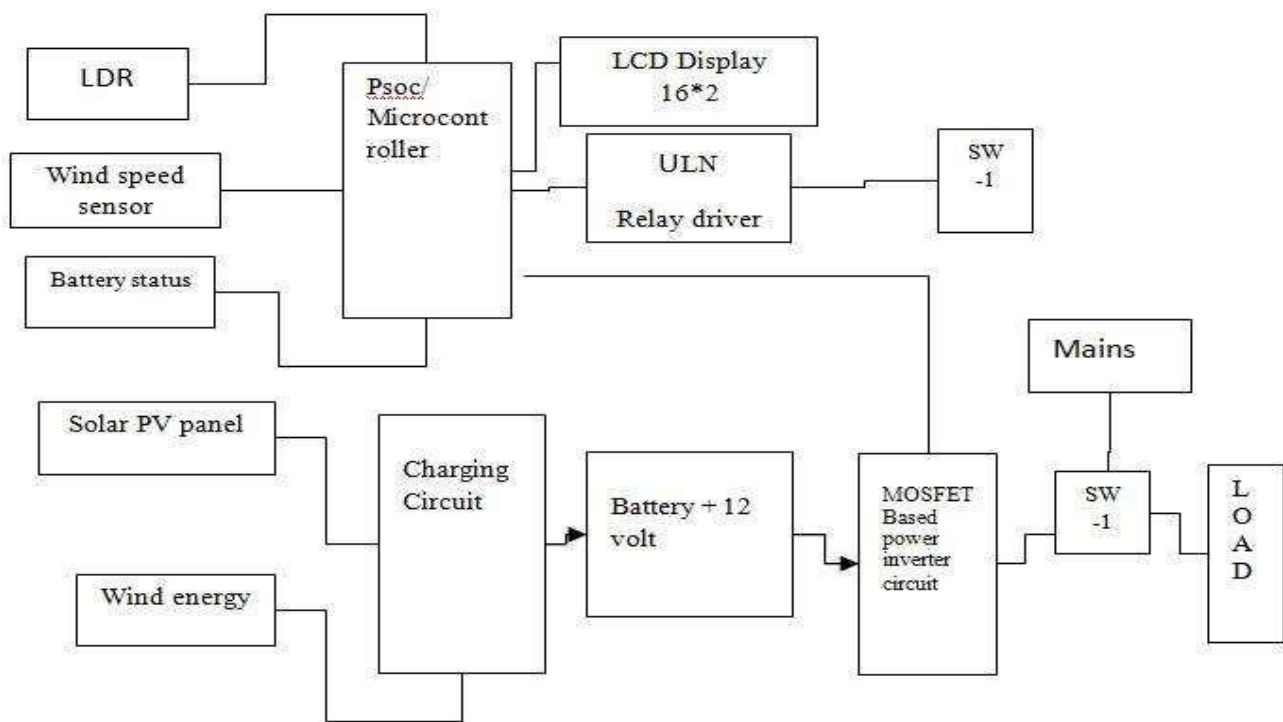 LDR
Psoc/
Microcont
roller
LCD Display
16*2
Wind speed
sensor
ULN
Relay driver
SW
-1
Battery status
Mains
Solar PV panel
Charging
Circuit
Battery + 12
volt
MOSFET
Based
power
inverter
circuit
SW
-1
L
O
A
D
Wind energy